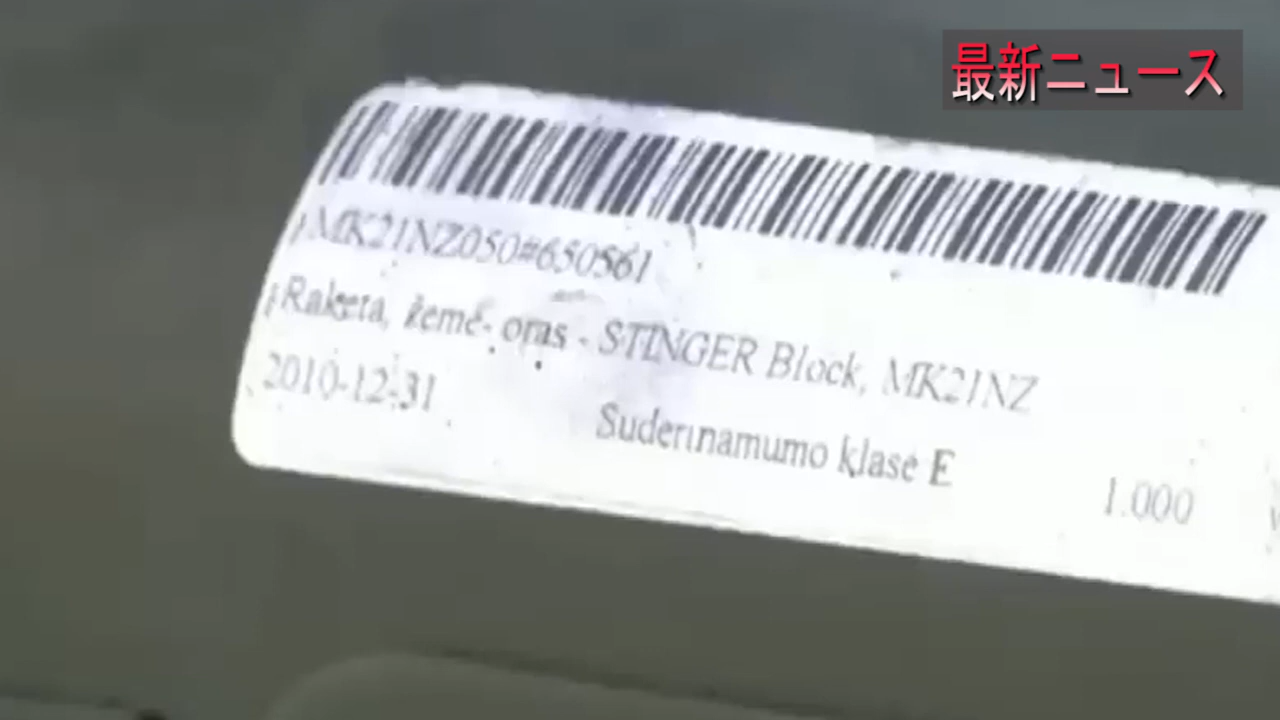 最新ニュース
MK21NZ050#650561
Raketa, žemė- oras - STINGER Block, MK21NZ
2010-12-31
Suderinamumo klasė E
1.000